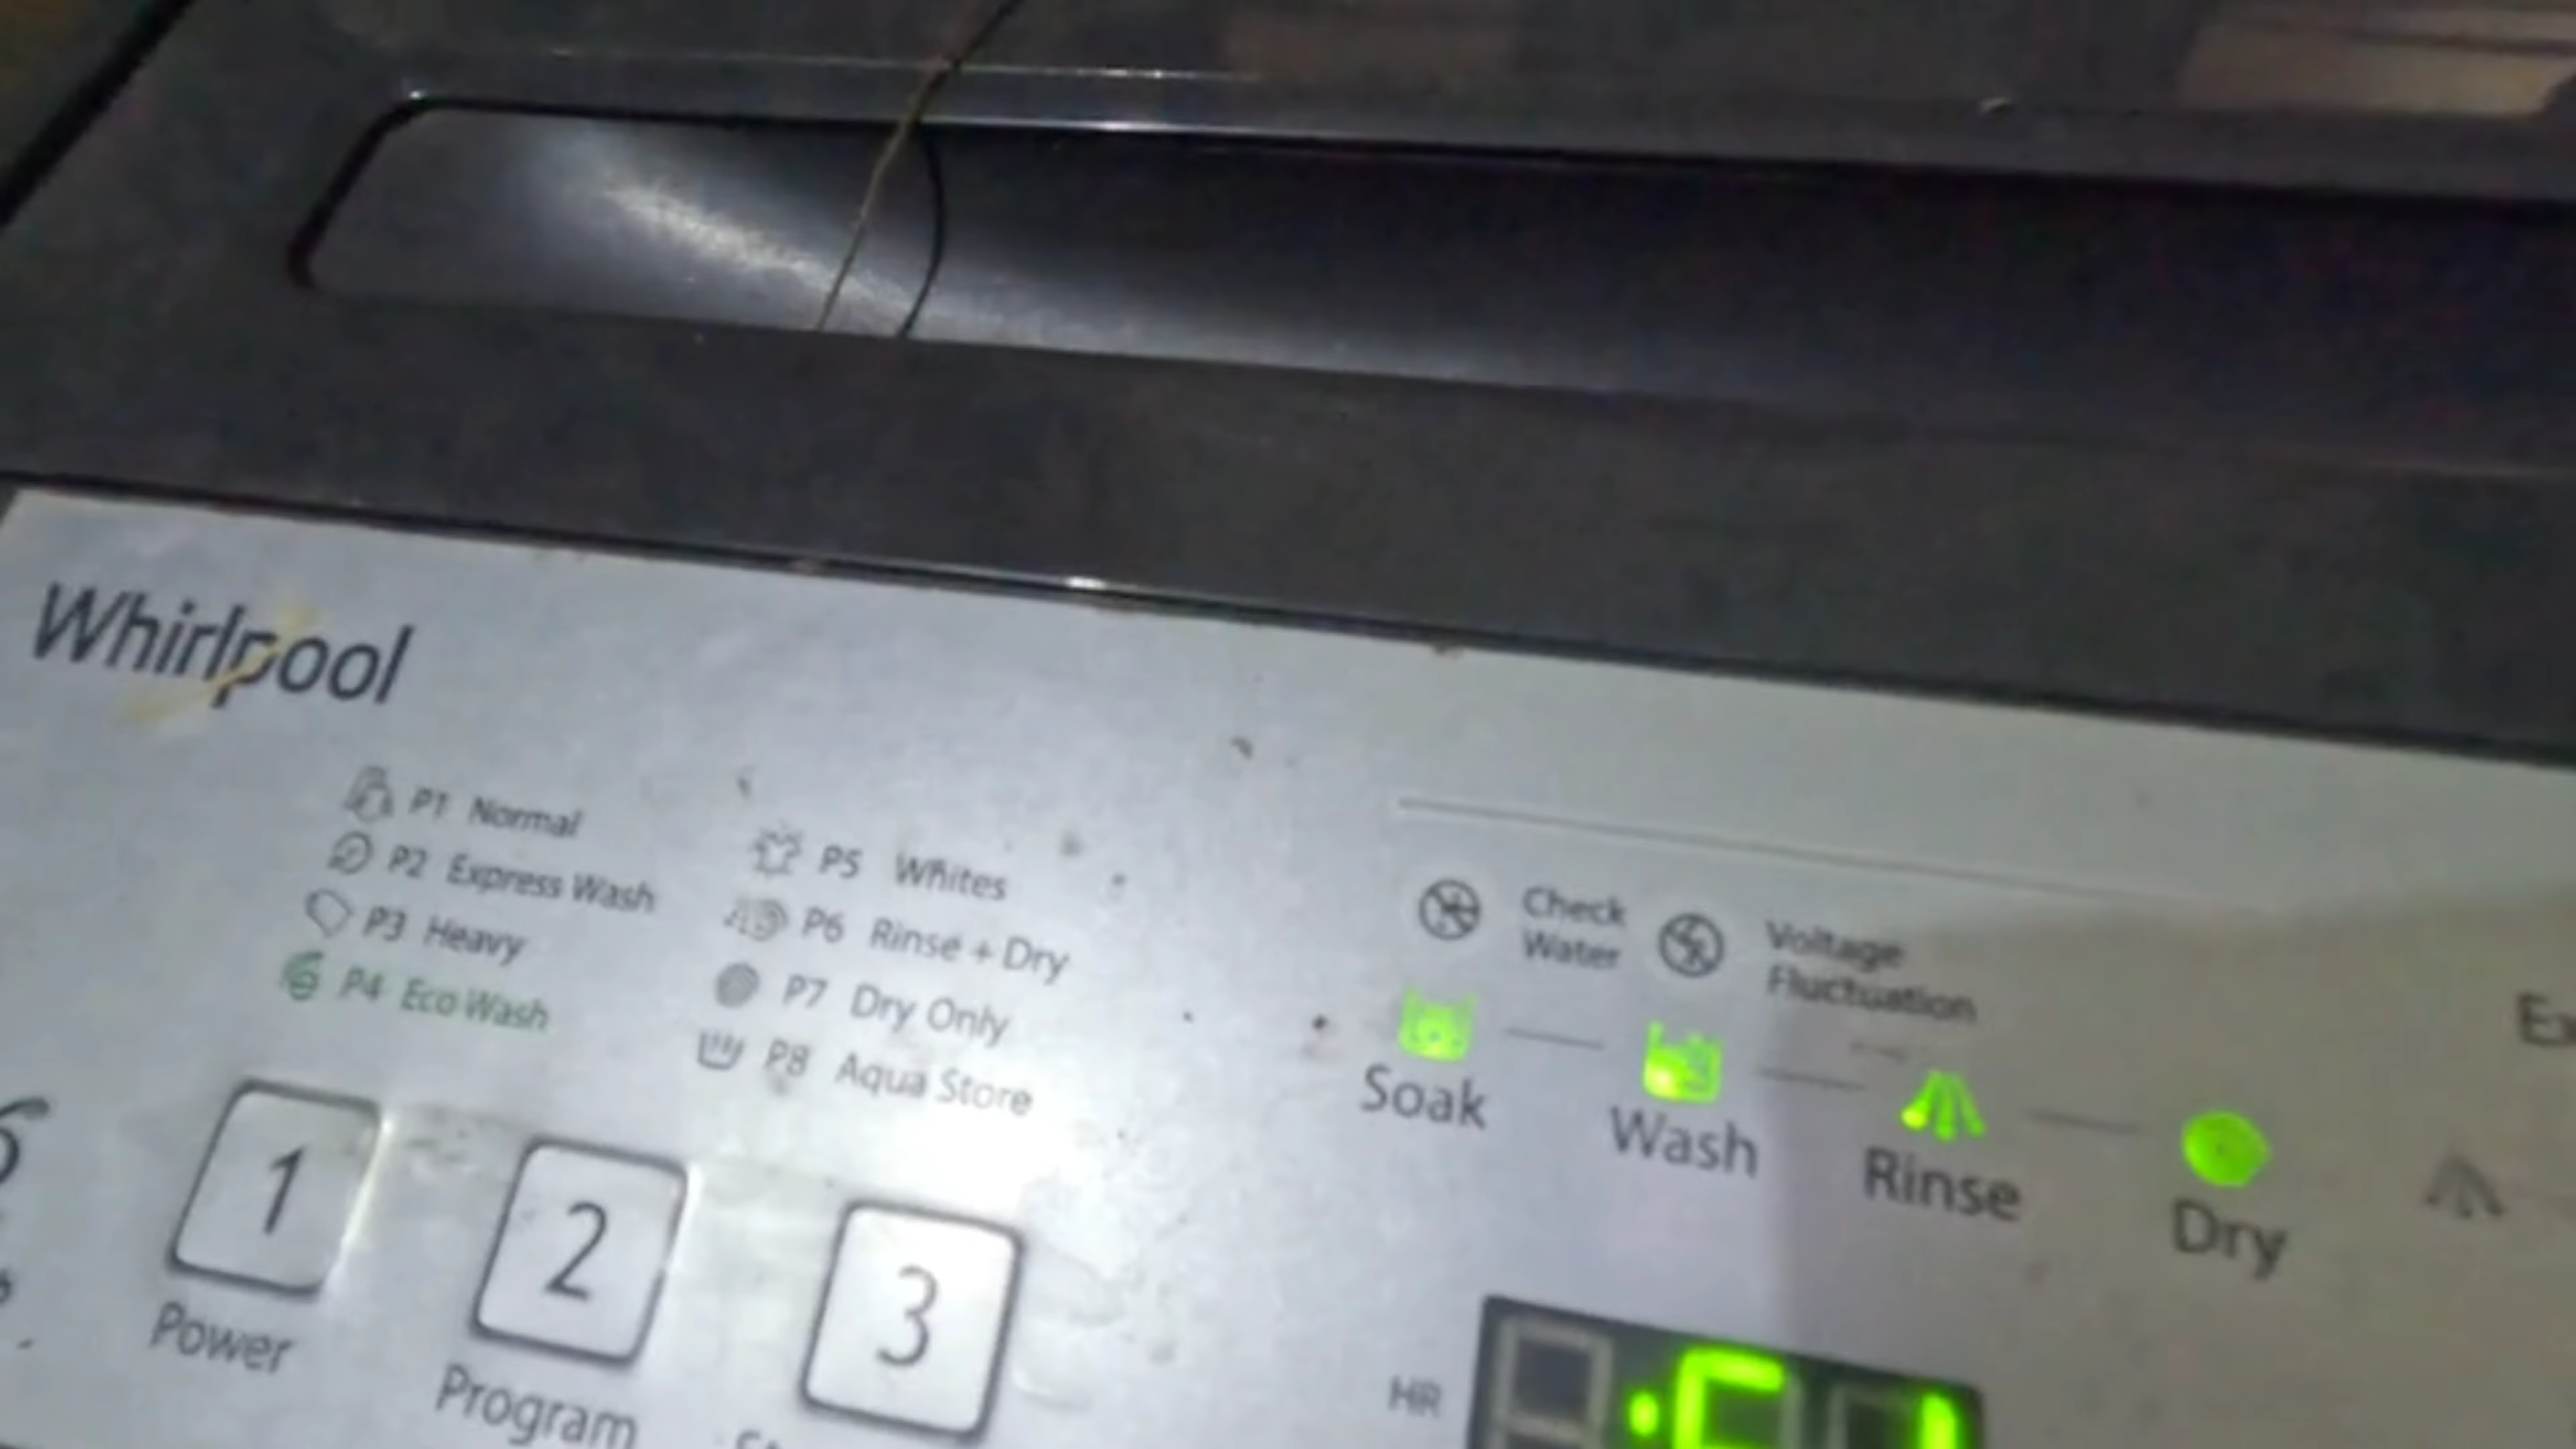 Whirlpool
P1 Normal
P2 Express Wash
P3 Heavy
P4 Eco Wash
P5 Whites
P6 Rinse + Dry
P7 Dry Only
P8 Aqua Store
Check
Water
Voltage
Fluctuation
Soak
Wash
Rinse
Dry
1
2
3
Power
Program
HR